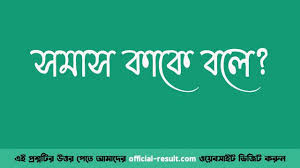 সমাস কাকে বলে?
এই প্রশ্নটির উত্তর পেতে আমাদের official-result.com ওয়েবসাইট ভিজিট করুন